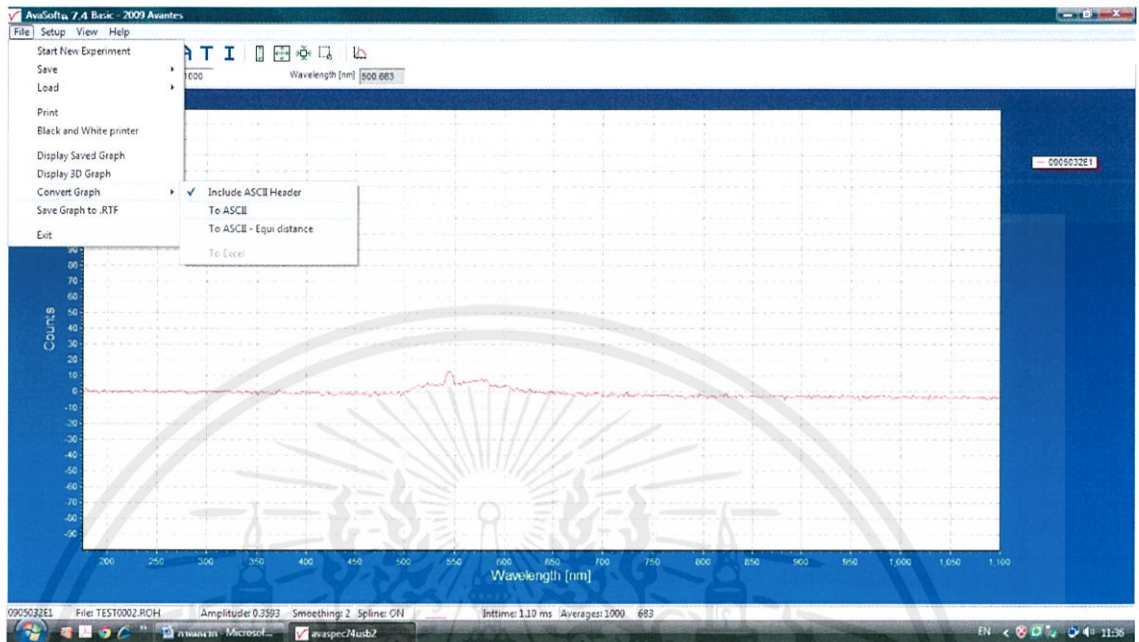 AvaSoft® 7.4 Basic - 2009 Avantes
File Setup View Help
Start New Experiment
Save
Load
Print
Black and White printer
Display Saved Graph
Display 3D Graph
Convert Graph
Save Graph to .RTF
Exit
Include ASCII Header
To ASCII
To ASCII - Equi distance
To Excel
A T I
1000
Wavelength [nm] 500.683
0905032E1
90
80
70
60
50
40
30
20
10
0
-10
-20
-30
-40
-50
-60
-70
-80
-90
Counts
200 250 300 350 400 450 500 550 600 650 700 750 800 850 900 950 1,000 1,050 1,100
Wavelength [nm]
0905032E1 File: TEST0002.ROH Amplitude: 0.3593 Smoothing: 2 Spline: ON Inttime: 1.10 ms Averages: 1000 683
Microsof... avaspec74usb2 EN 11:36